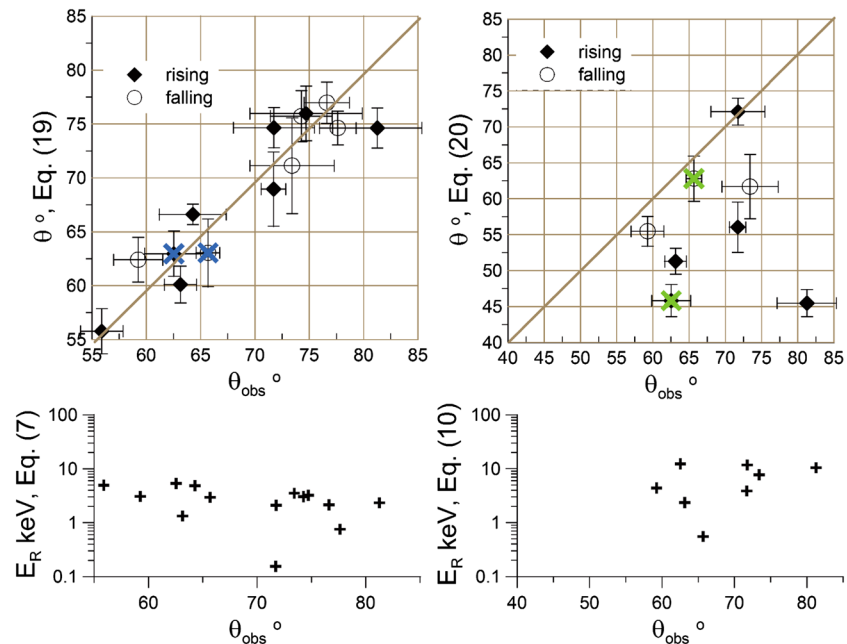 85
80
75
70
65
60
55
θ °, Eq. (19)
rising
falling
55 60 65 70 75 80 85
θobs °
85
80
75
70
65
60
55
50
45
40
θ °, Eq. (20)
rising
falling
40 45 50 55 60 65 70 75 80 85
θobs °
100
10
1
0.1
ER keV, Eq. (7)
60 70 80
θobs °
100
10
1
0.1
ER keV, Eq. (10)
40 50 60 70 80
θobs °